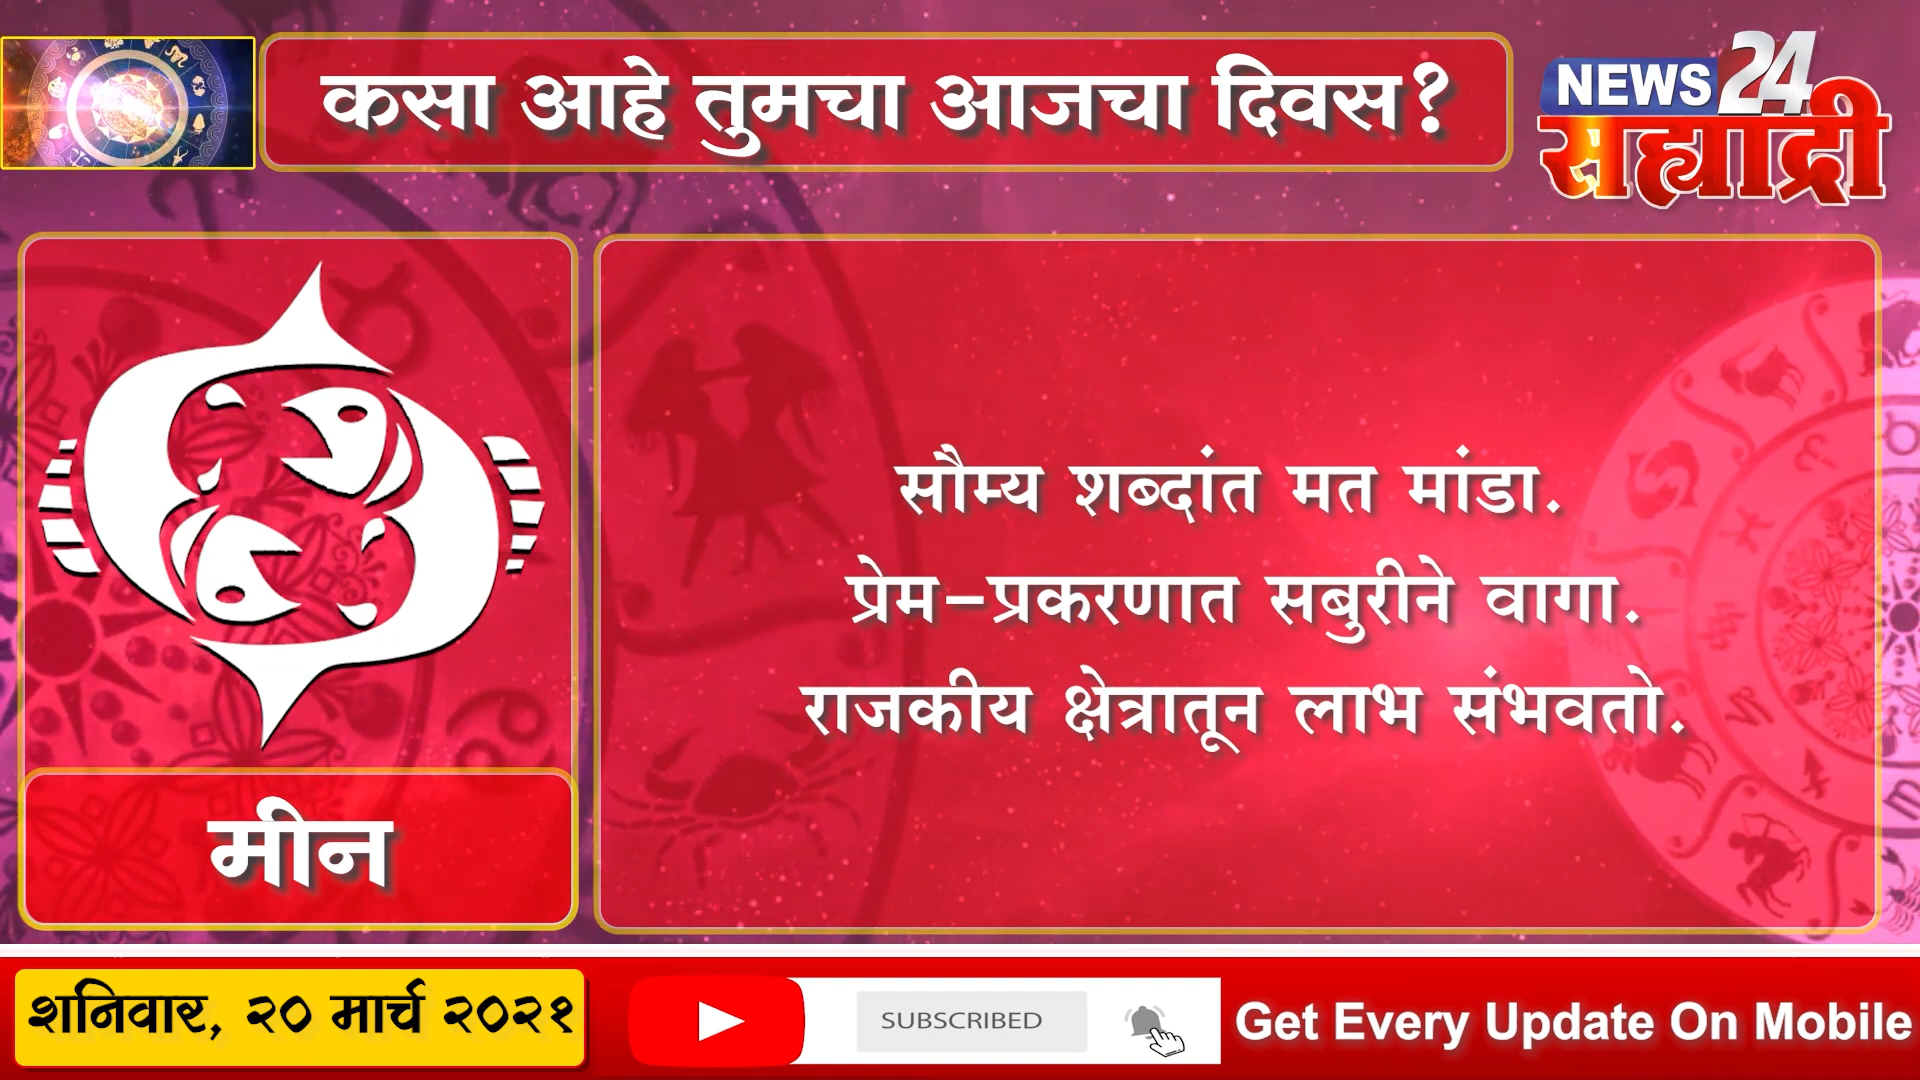 कसा आहे तुमचा आजचा दिवस?
NEWS 24
सह्याद्री
सौम्य शब्दांत मत मांडा.
प्रेम-प्रकरणात सबुरीने वागा.
राजकीय क्षेत्रातून लाभ संभवतो.
मीन
शनिवार, २० मार्च २०२१
SUBSCRIBED
Get Every Update On Mobile